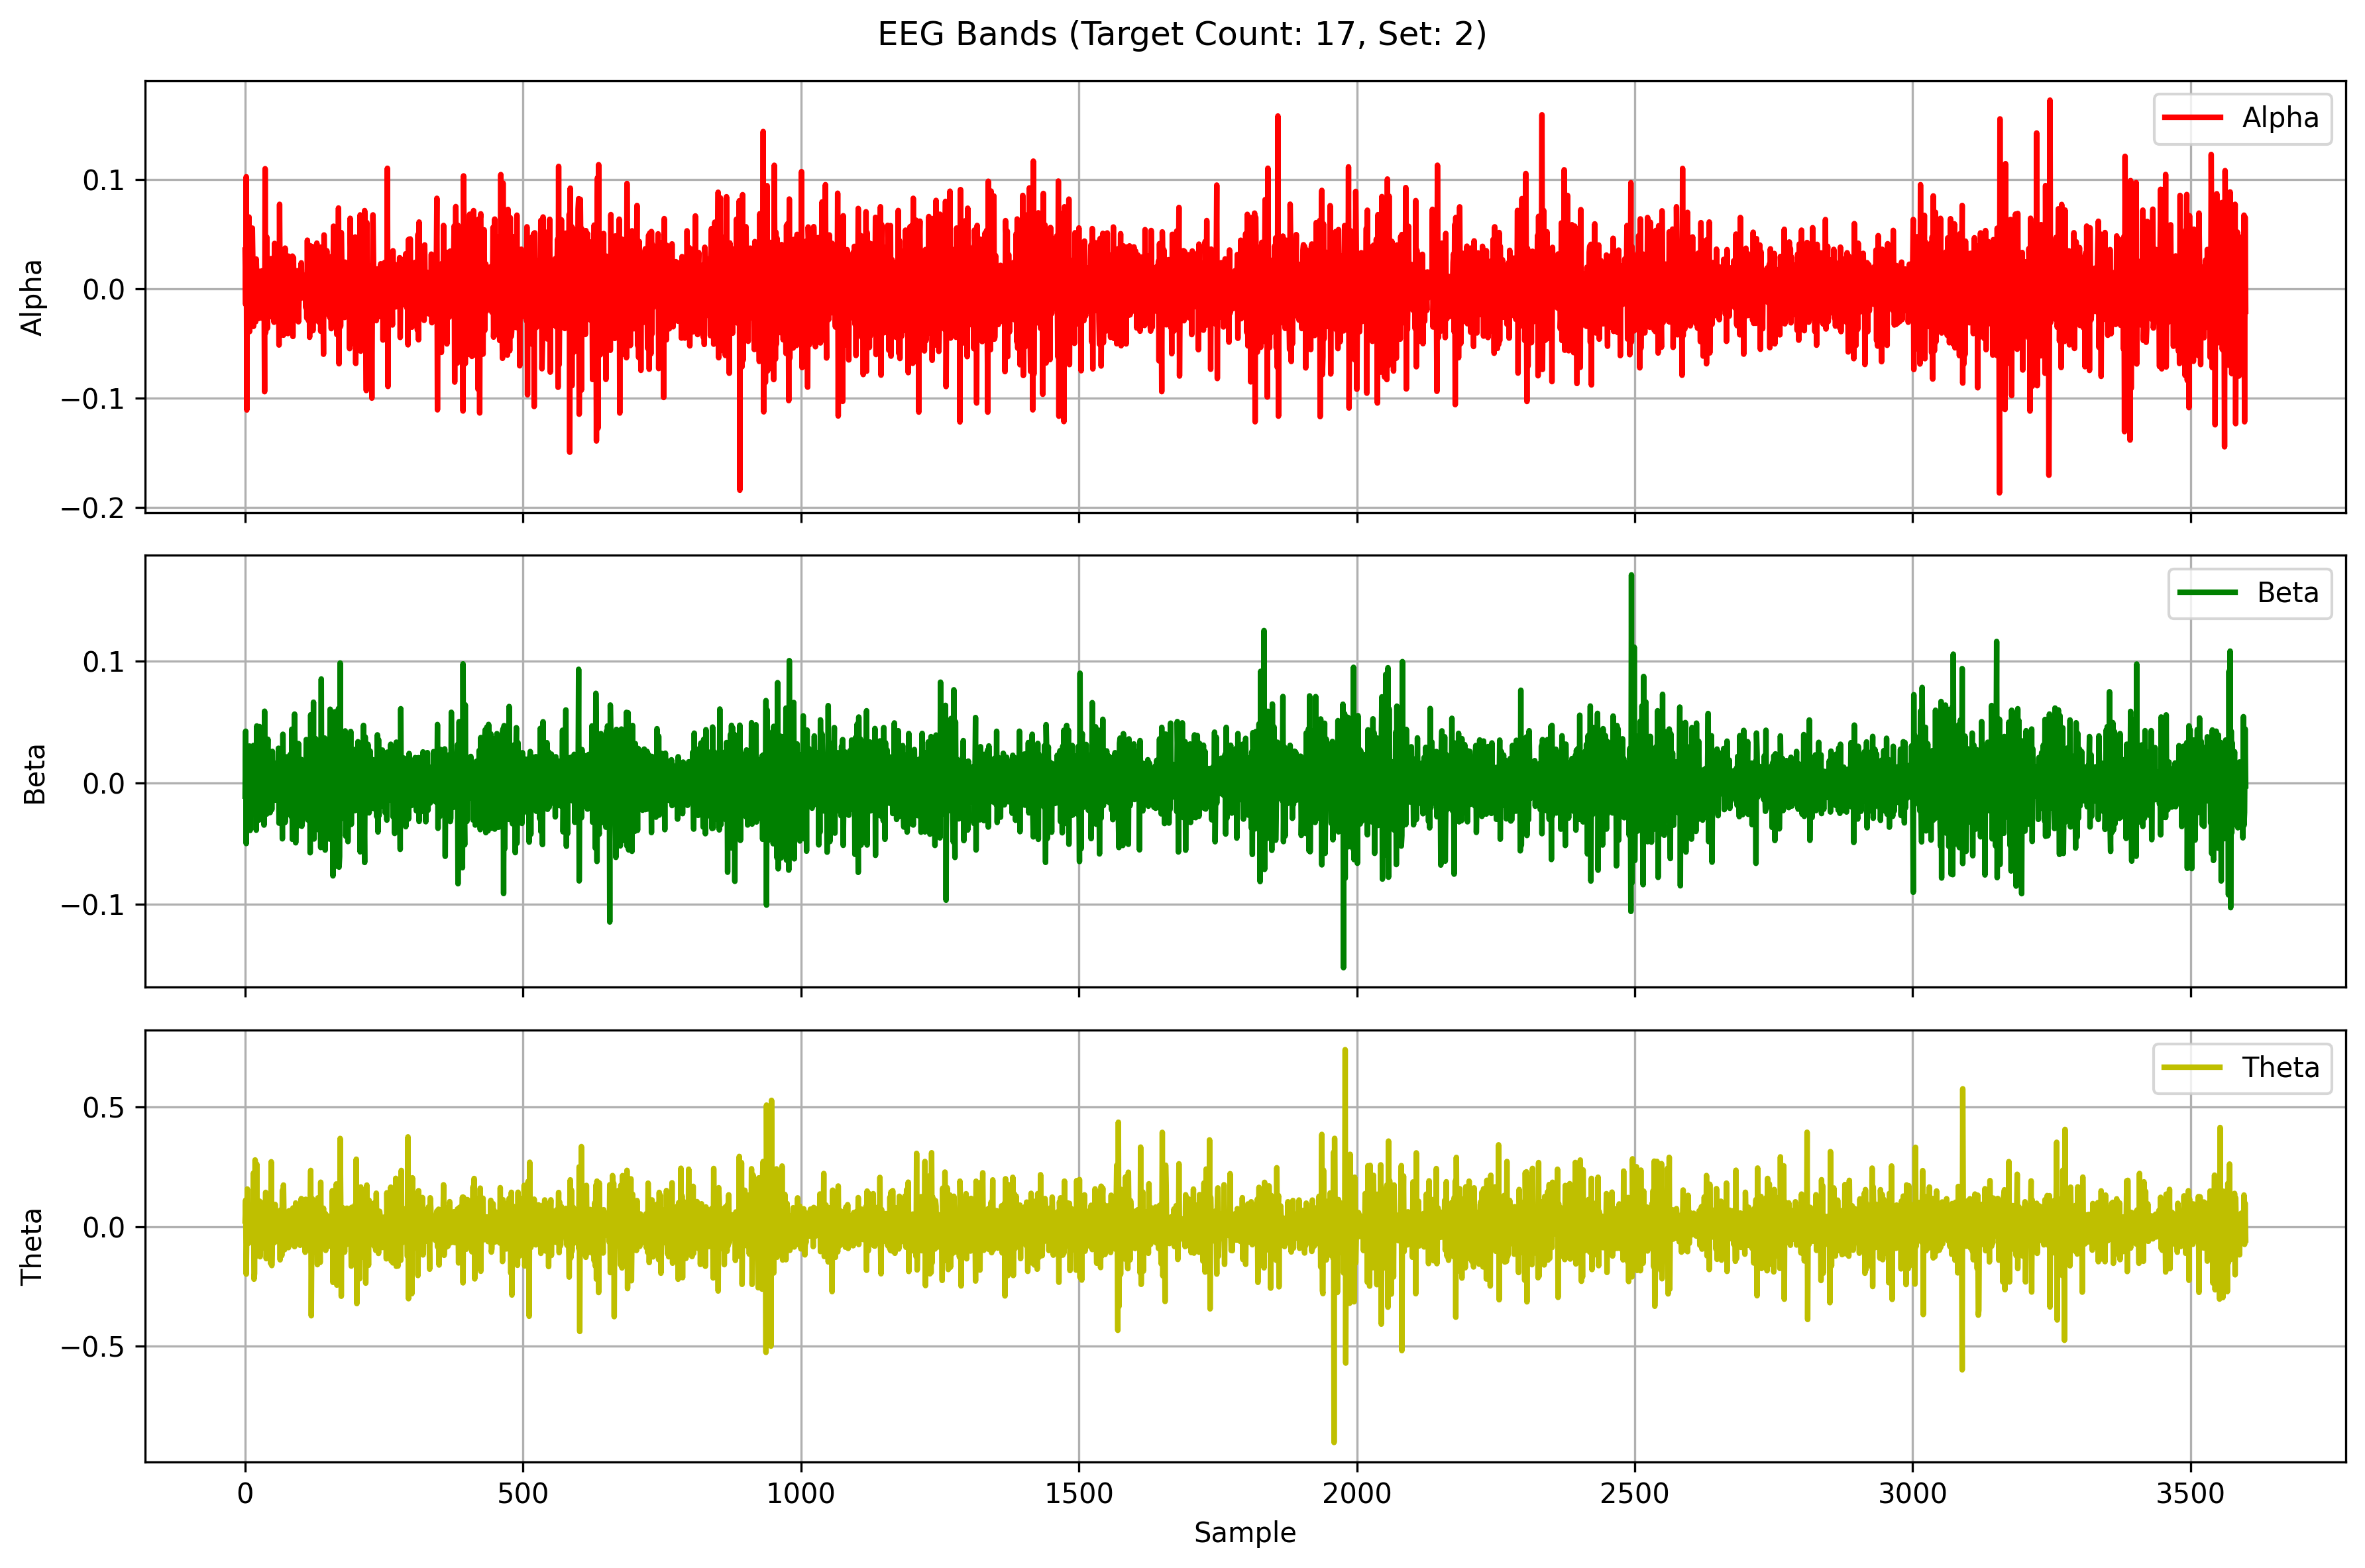 EEG Bands (Target Count: 17, Set: 2)
Alpha
0.1
0.0
−0.1
−0.2
Alpha
Beta
0.1
0.0
−0.1
Beta
Theta
0.5
0.0
−0.5
Theta
0 500 1000 1500 2000 2500 3000 3500
Sample